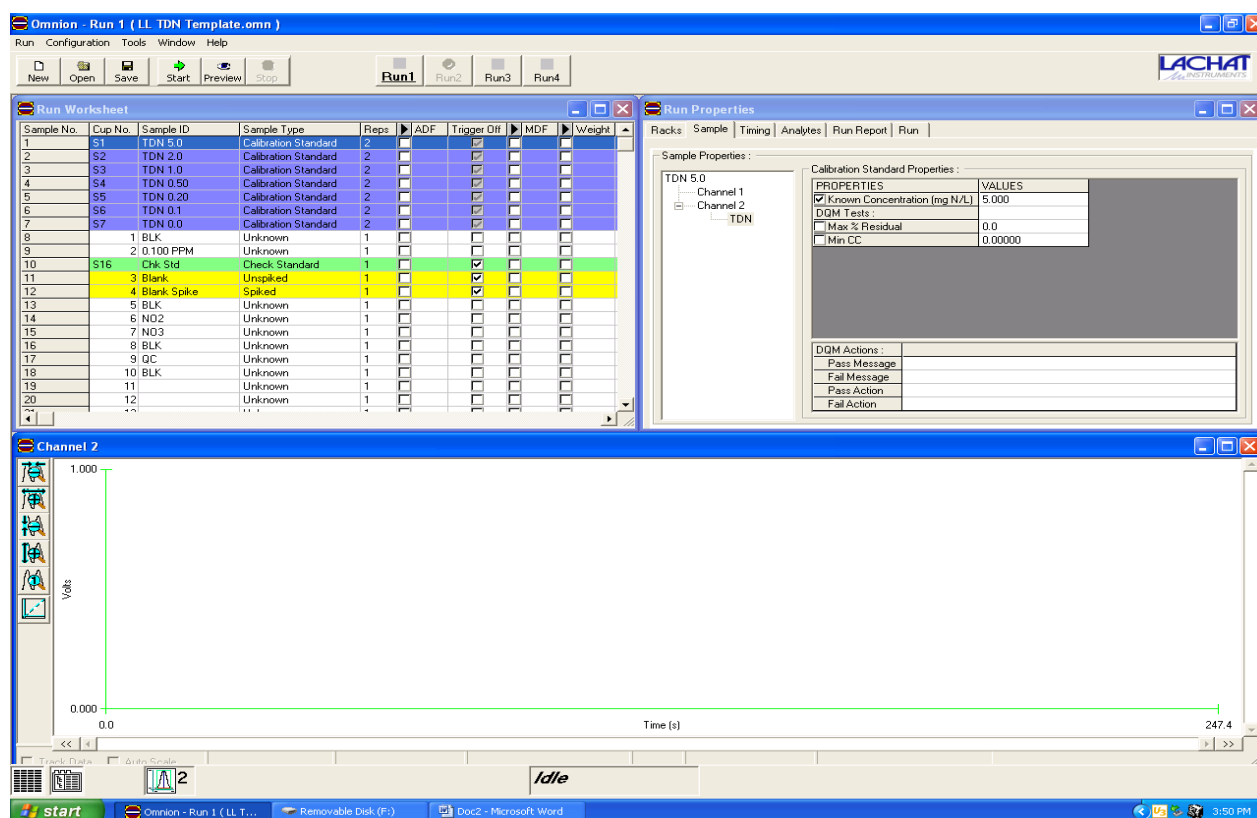 Omnion - Run 1 ( LL TDN Template.omn )
Run Configuration Tools Window Help
New Open Save Start Preview Stop Run1 Run2 Run3 Run4
LACHAT
INSTRUMENTS
Run Worksheet
Sample No. Cup No. Sample ID Sample Type Reps ADF Trigger Off MDF Weight
1 S1 TDN 5.0 Calibration Standard 2
2 S2 TDN 2.0 Calibration Standard 2
3 S3 TDN 1.0 Calibration Standard 2
4 S4 TDN 0.50 Calibration Standard 2
5 S5 TDN 0.20 Calibration Standard 2
6 S6 TDN 0.1 Calibration Standard 2
7 S7 TDN 0.0 Calibration Standard 2
8 1 BLK Unknown 1
9 2 0.100 PPM Unknown 1
10 S16 Chk Std Check Standard 1
11 3 Blank Unspiked 1
12 4 Blank Spike Spiked 1
13 5 BLK Unknown 1
14 6 NO2 Unknown 1
15 7 NO3 Unknown 1
16 8 BLK Unknown 1
17 9 QC Unknown 1
18 10 BLK Unknown 1
19 11 Unknown 1
20 12 Unknown 1
Run Properties
Racks Sample Timing Analytes Run Report Run
Sample Properties :
TDN 5.0
Channel 1
Channel 2
TDN
Calibration Standard Properties :
PROPERTIES VALUES
Known Concentration (mg N/L) 5.000
DQM Tests :
Max % Residual 0.0
Min CC 0.00000
DQM Actions :
Pass Message
Fail Message
Pass Action
Fail Action
Channel 2
1.000
Volts
0.000
0.0 Time (s) 247.4
<< >>
Track Data Auto Scale
2 Idle
start Omnion - Run 1 ( LL T... Removable Disk (F:) Doc2 - Microsoft Word 3:50 PM